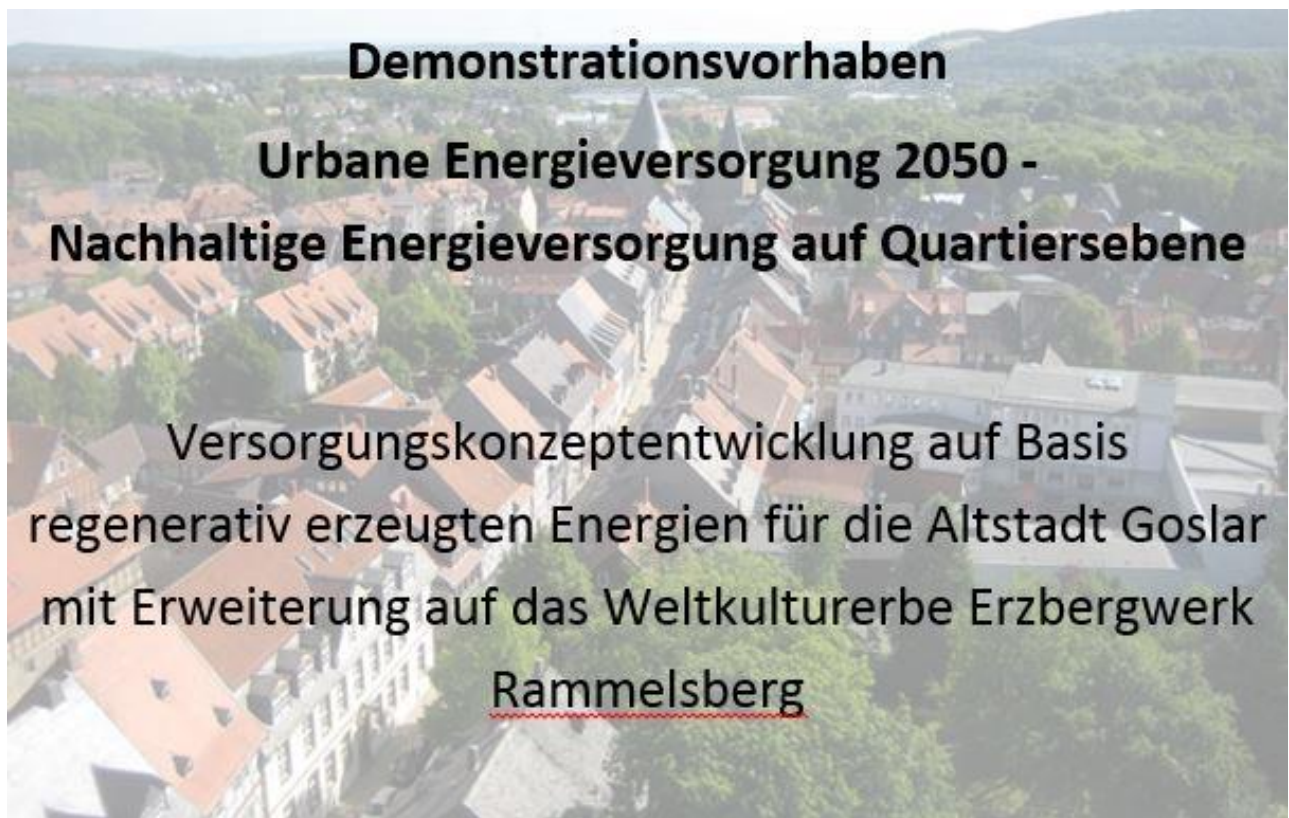 Demonstrationsvorhaben
Urbane Energieversorgung 2050 -
Nachhaltige Energieversorgung auf Quartiersebene
Versorgungskonzeptentwicklung auf Basis
regenerativ erzeugten Energien für die Altstadt Goslar
mit Erweiterung auf das Weltkulturerbe Erzbergwerk
Rammelsberg